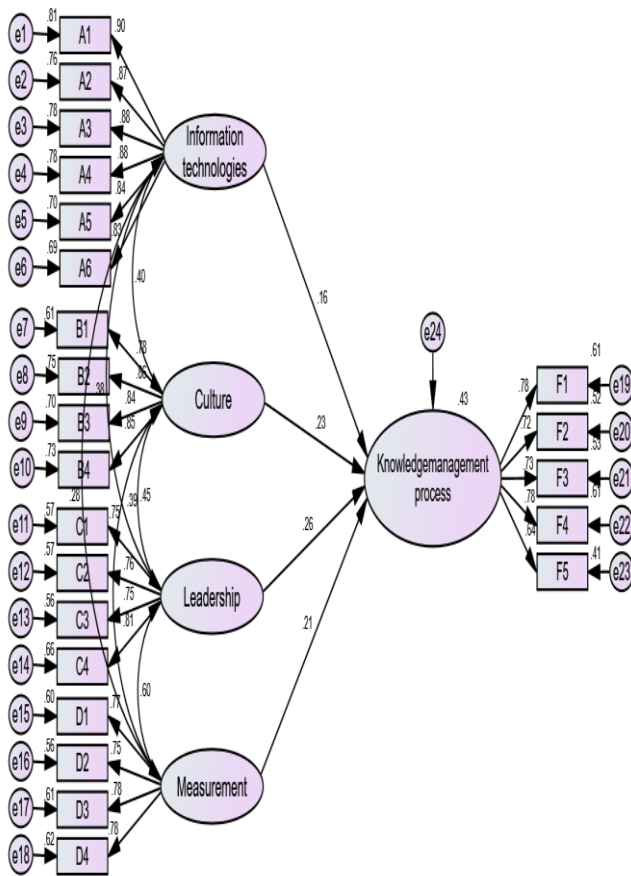 .81
e1
A1
.90
.76
e2
A2
.87
.78
e3
A3
.88
.78
e4
A4
.88
.70
e5
A5
.84
.69
e6
A6
.83
Information
technologies
.40
.16
.61
e7
B1
.78
.75
e8
B2
.86
.38
.70
e9
B3
.84
.73
e10
B4
.85
Culture
.23
.28
.39
.45
.57
e11
C1
.75
.57
e12
C2
.76
.56
e13
C3
.75
.66
e14
C4
.81
Leadership
.26
.60
.60
e15
D1
.77
.56
e16
D2
.75
.61
e17
D3
.78
.62
e18
D4
.78
Measurement
.21
e24
.43
Knowledgemanagement
process
.61
.78
F1
e19
.52
.72
F2
e20
.53
.73
F3
e21
.61
.78
F4
e22
.64
.41
F5
e23